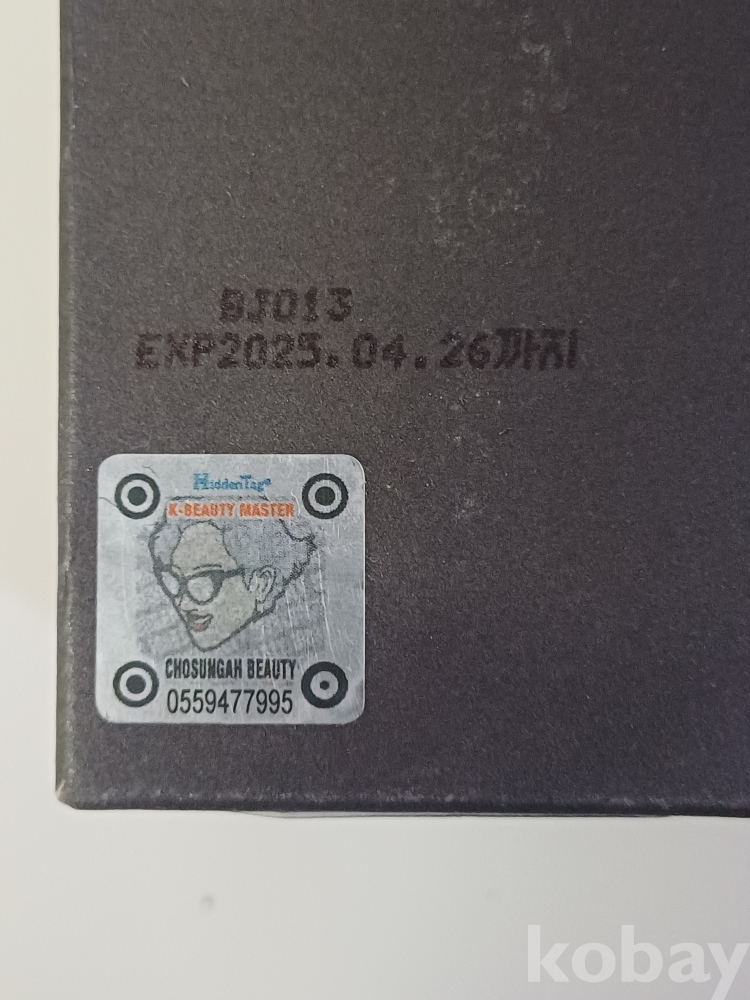 BJ013
EXP2025.04.26까지
HiddenTag®
K-BEAUTY MASTER
CHOSUNGAH BEAUTY
0559477995
kobay